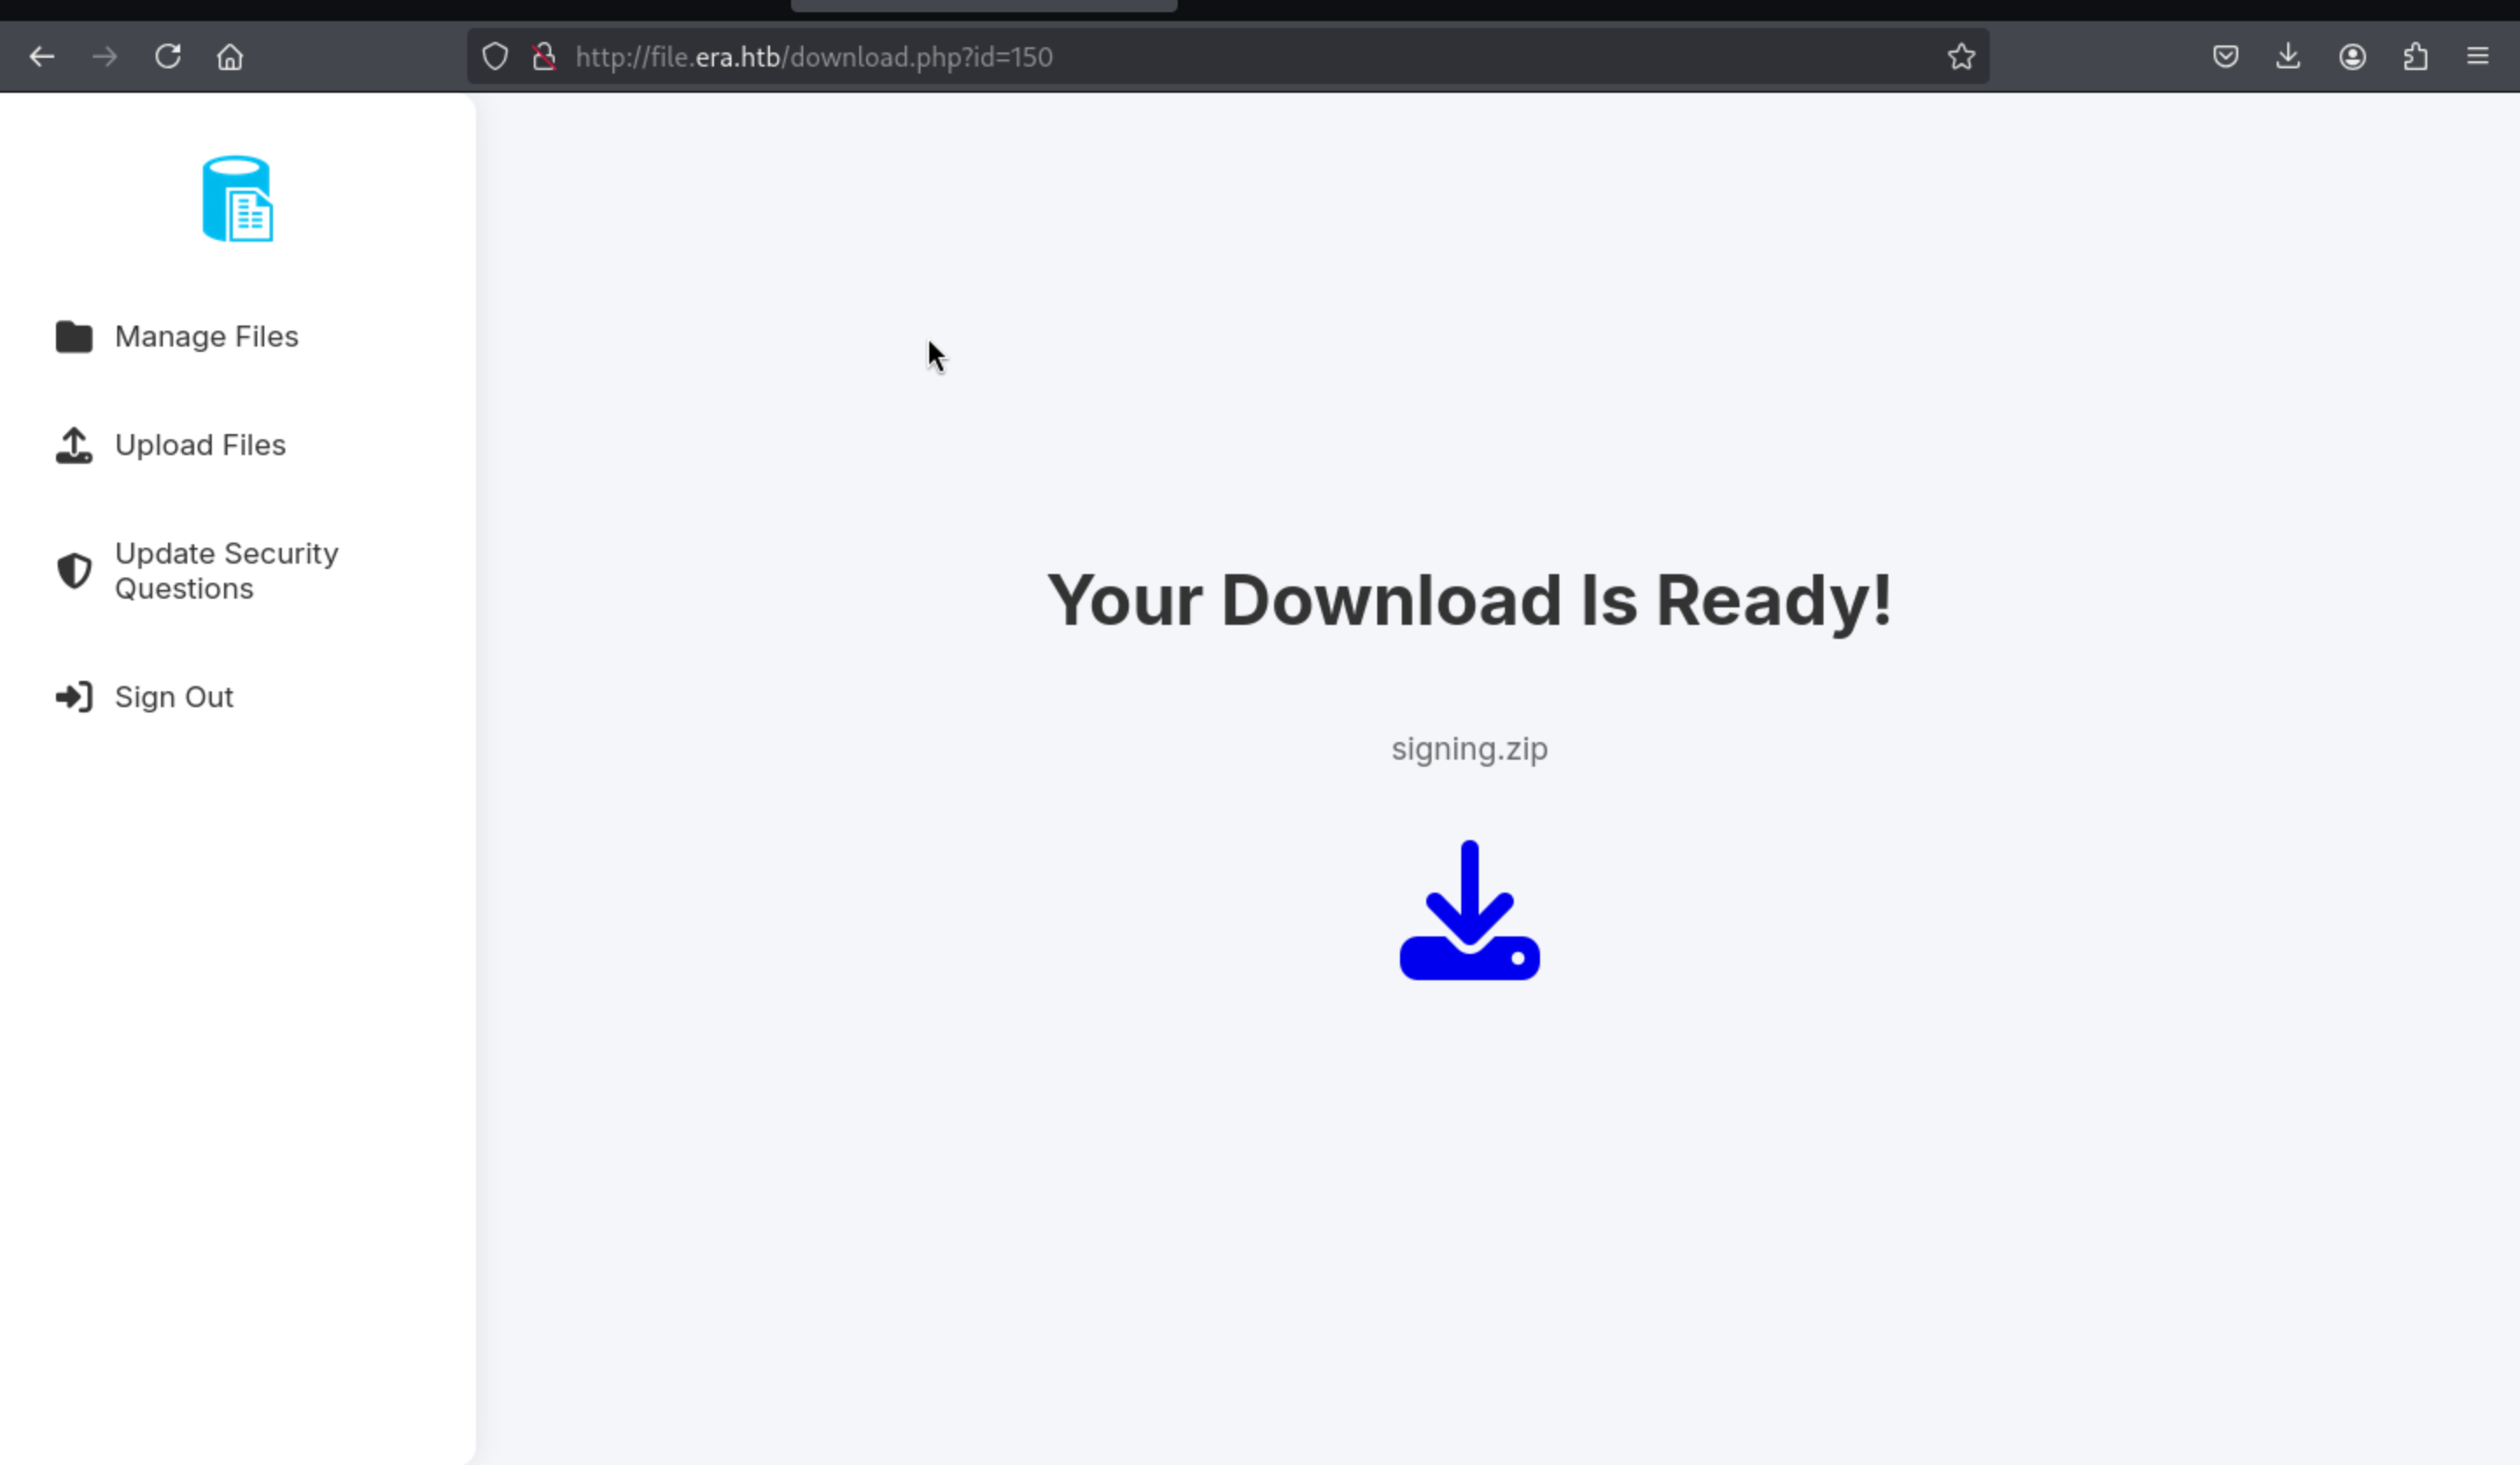 http://file.era.htb/download.php?id=150
Manage Files
Upload Files
Update Security
Questions
Sign Out
Your Download Is Ready!
signing.zip